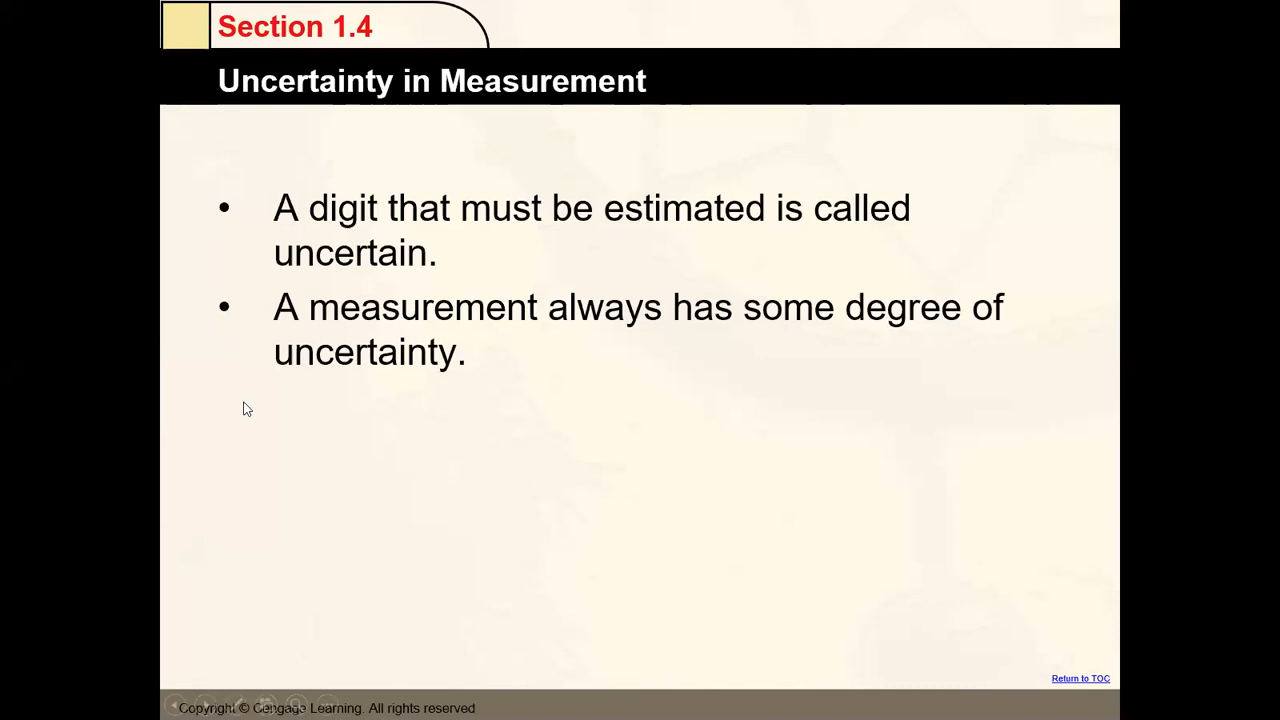 Section 1.4
Uncertainty in Measurement
• A digit that must be estimated is called
uncertain.
• A measurement always has some degree of
uncertainty.
Return to TOC
Copyright © Cengage Learning. All rights reserved